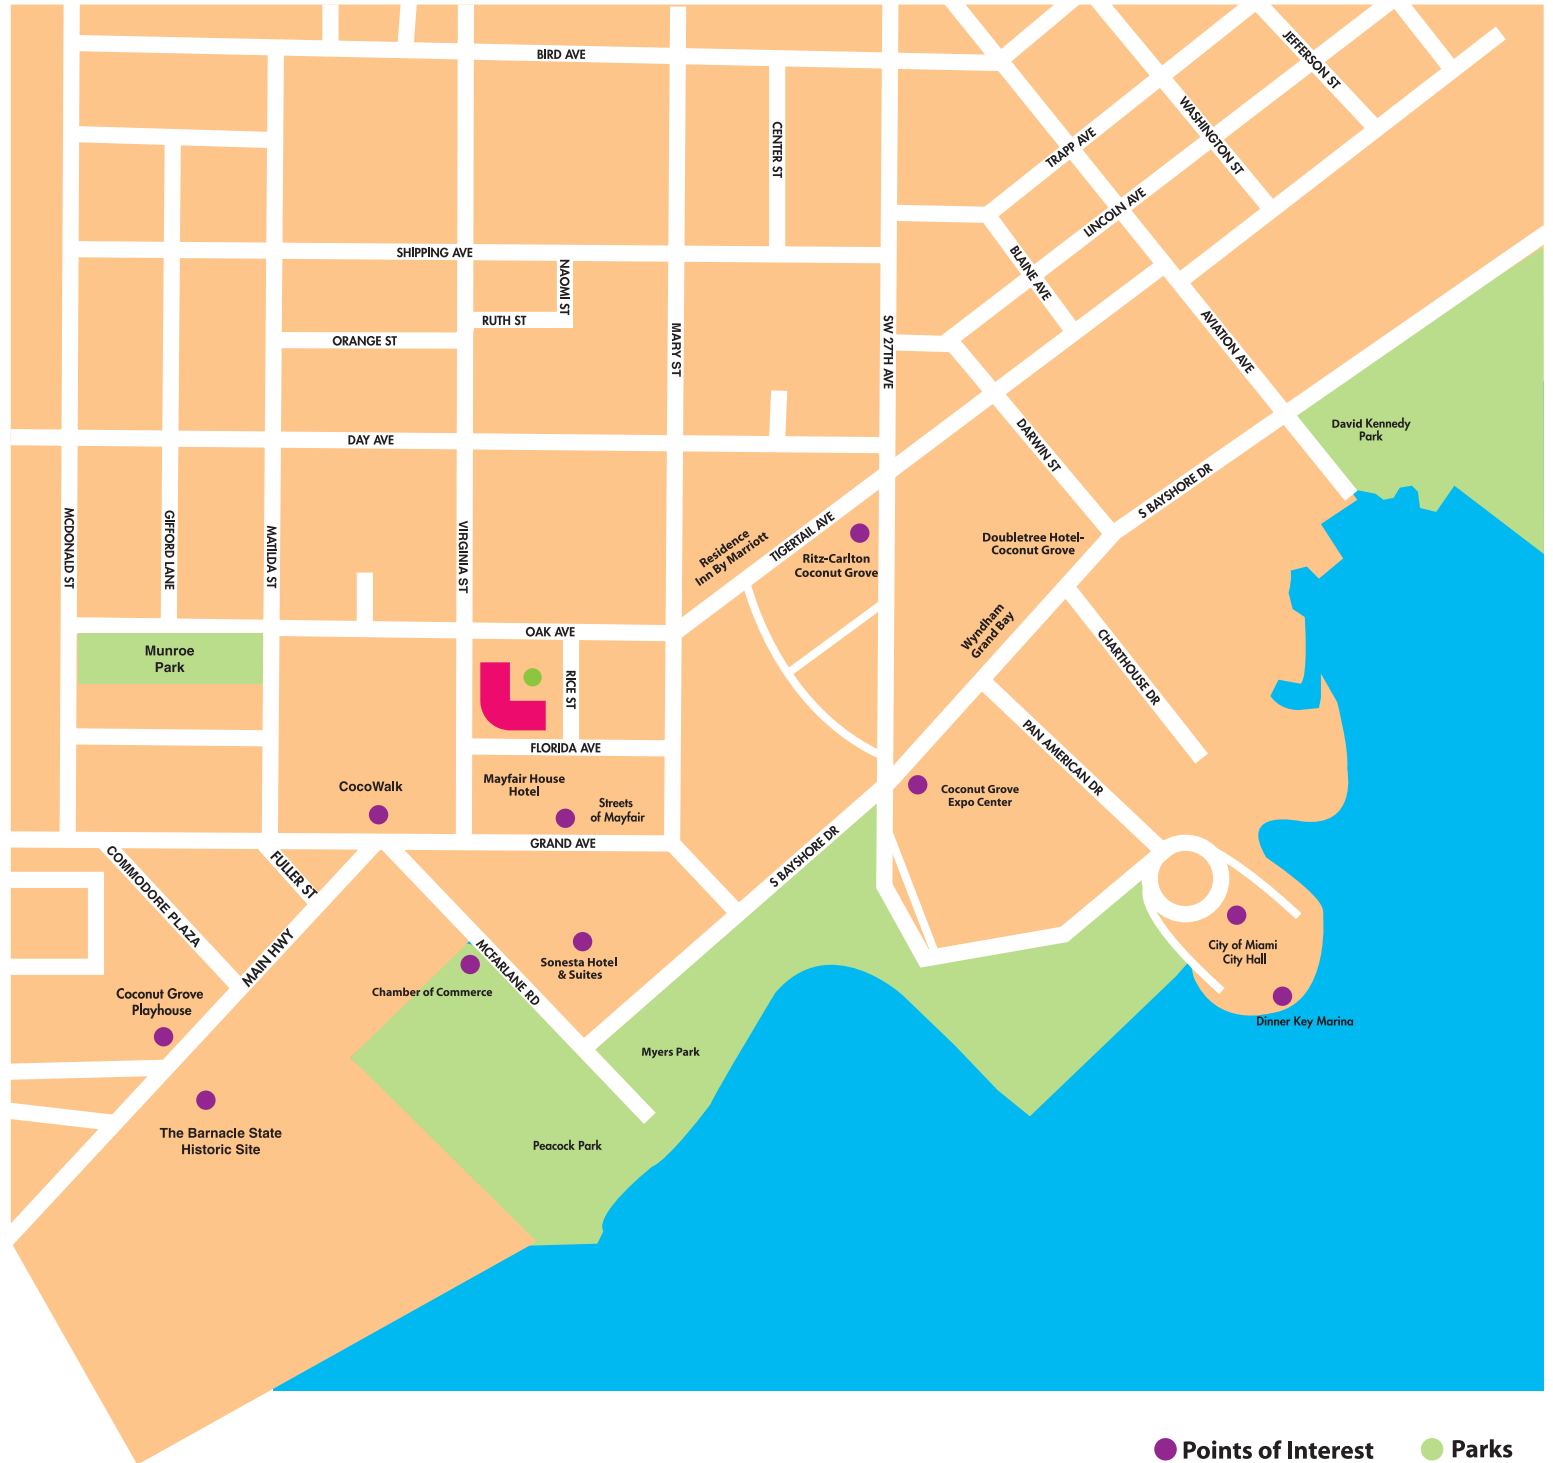 BIRD AVE
JEFFERSON ST
WASHINGTON ST
CENTER ST
TRAPP AVE
LINCOLN AVE
SHIPPING AVE
NAOMI ST
BLAINE AVE
RUTH ST
ORANGE ST
MARY ST
SW 27TH AVE
AVIATION AVE
David Kennedy
Park
DAY AVE
DARWIN ST
S BAYSHORE DR
MCDONALD ST
GIFFORD LANE
MATILDA ST
VIRGINIA ST
Residence
Inn By Marriott
TIGERTAIL AVE
Ritz-Carlton
Coconut Grove
Doubletree Hotel-
Coconut Grove
Wyndham
Grand Bay
OAK AVE
Munroe
Park
RICE ST
CHARTHOUSE DR
FLORIDA AVE
PAN AMERICAN DR
CocoWalk
Mayfair House
Hotel
Streets
of Mayfair
Coconut Grove
Expo Center
GRAND AVE
S BAYSHORE DR
COMMODORE PLAZA
FULLER ST
MAIN HWY
MCFARLANE RD
Sonesta Hotel
& Suites
City of Miami
City Hall
Chamber of Commerce
Coconut Grove
Playhouse
Dinner Key Marina
Myers Park
The Barnacle State
Historic Site
Peacock Park
Points of Interest
Parks